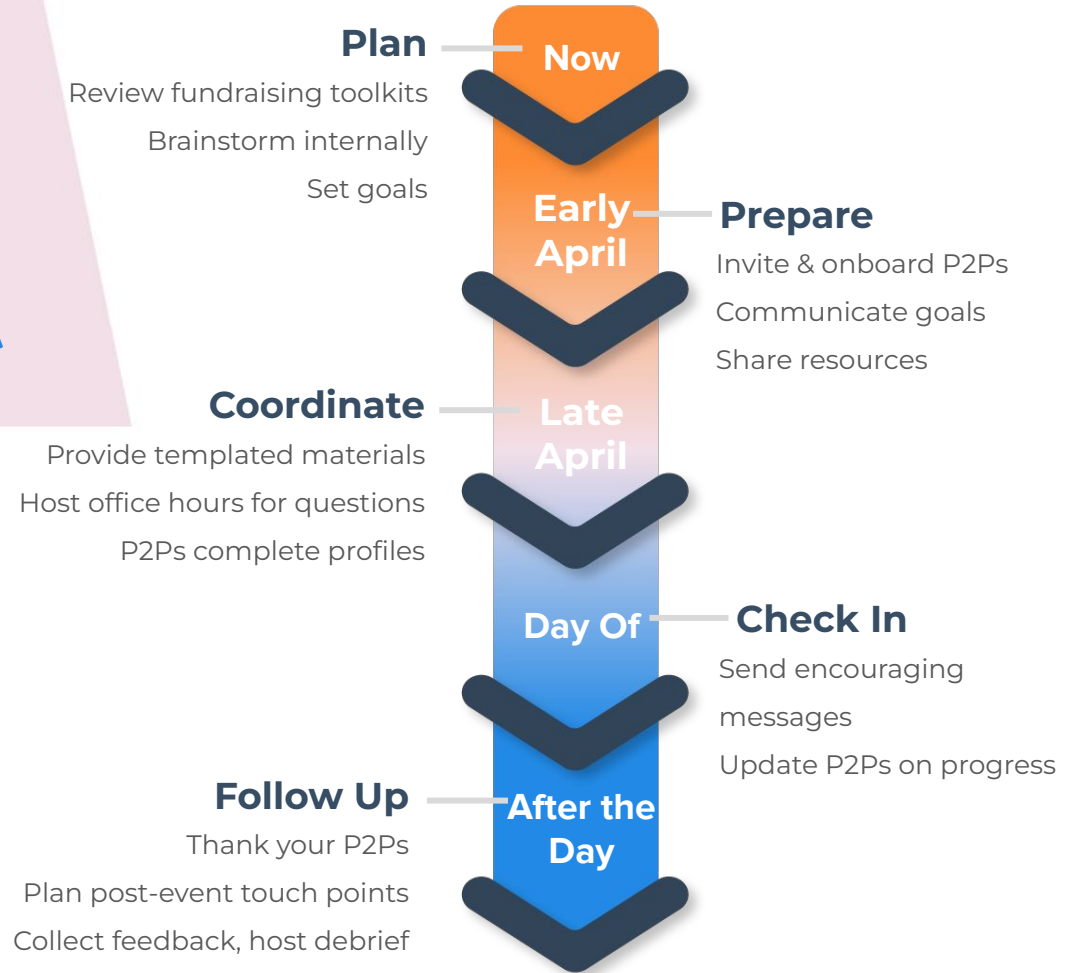 Plan
Now
Review fundraising toolkits
Brainstorm internally
Set goals
Early
April
Prepare
Invite & onboard P2Ps
Communicate goals
Share resources
Coordinate
Late
April
Provide templated materials
Host office hours for questions
P2Ps complete profiles
Day Of
Check In
Send encouraging
messages
Update P2Ps on progress
Follow Up
After the
Day
Thank your P2Ps
Plan post-event touch points
Collect feedback, host debrief